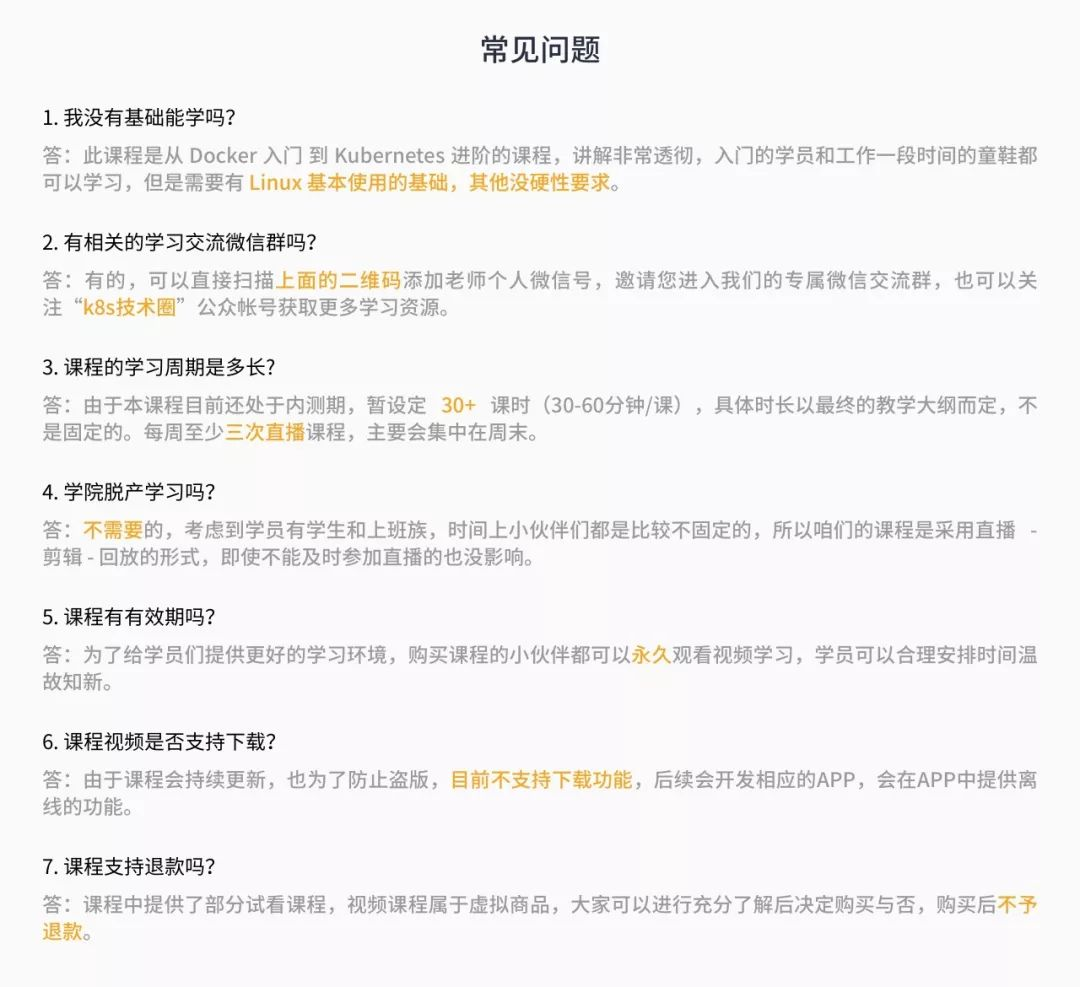 常见问题
1. 我没有基础能学吗？
答：此课程是从 Docker 入门 到 Kubernetes 进阶的课程，讲解非常透彻，入门的学员和工作一段时间的童鞋都
可以学习，但是需要有 Linux 基本使用的基础，其他没硬性要求。
2. 有相关的学习交流微信群吗？
答：有的，可以直接扫描上面的二维码添加老师个人微信号，邀请您进入我们的专属微信交流群，也可以关
注“k8s技术圈”公众帐号获取更多学习资源。
3. 课程的学习周期是多长?
答：由于本课程目前还处于内测期，暂设定 30+ 课时（30-60分钟/课），具体时长以最终的教学大纲而定，不
是固定的。每周至少三次直播课程，主要会集中在周末。
4. 学院脱产学习吗？
答：不需要的，考虑到学员有学生和上班族，时间上小伙伴们都是比较不固定的，所以咱们的课程是采用直播 -
剪辑 - 回放的形式，即使不能及时参加直播的也没影响。
5. 课程有有效期吗？
答：为了给学员们提供更好的学习环境，购买课程的小伙伴都可以永久观看视频学习，学员可以合理安排时间温
故知新。
6. 课程视频是否支持下载？
答：由于课程会持续更新，也为了防止盗版，目前不支持下载功能，后续会开发相应的APP，会在APP中提供离
线的功能。
7. 课程支持退款吗？
答：课程中提供了部分试看课程，视频课程属于虚拟商品，大家可以进行充分了解后决定购买与否，购买后不予
退款。